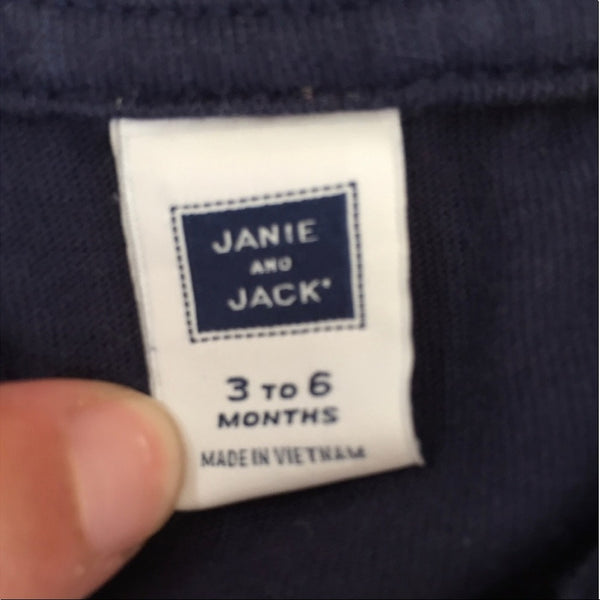 JANIE
AND
JACK
3 TO 6
MONTHS
MADE IN VIETNAM